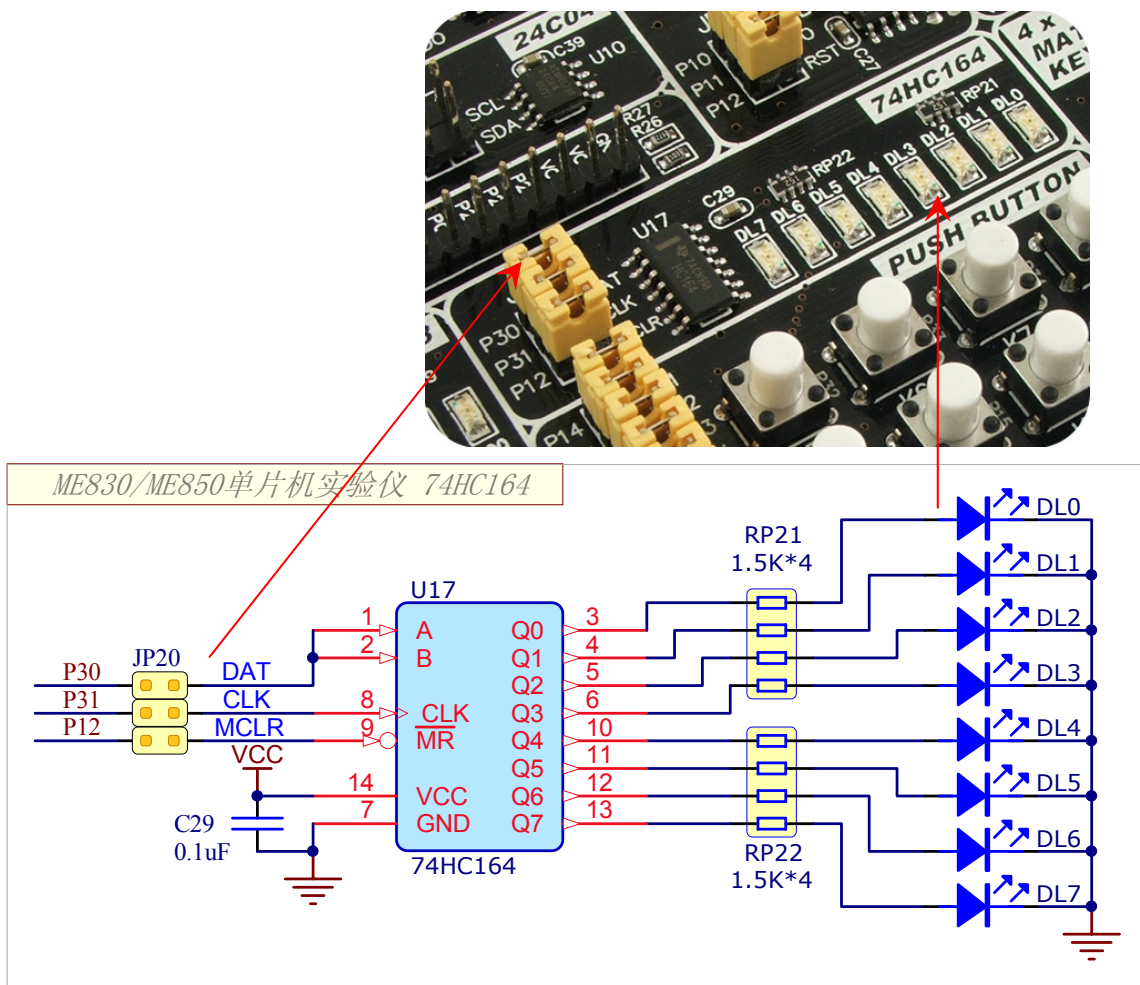 24C04
C39
U10
SCL
SDA
R27
R26
P10
P11
P12
RST
C27
4 x
MAT
KE
74HC164
RP21
DL0
DL1
DL2
DL3
DL4
DL5
DL6
DL7
RP22
C29
U17
HC164
PUSH BUTTON
P30
P31
P12
P14
ME830/ME850单片机实验仪 74HC164
DL0
RP21
1.5K*4
DL1
U17
1
A
Q0
3
DL2
2
B
Q1
4
P30
JP20
DAT
Q2
5
DL3
P31
CLK
8
CLK
Q3
6
P12
MCLR
9
MR
Q4
10
DL4
VCC
Q5
11
14
VCC
Q6
12
DL5
7
GND
Q7
13
C29
0.1uF
DL6
74HC164
RP22
1.5K*4
DL7